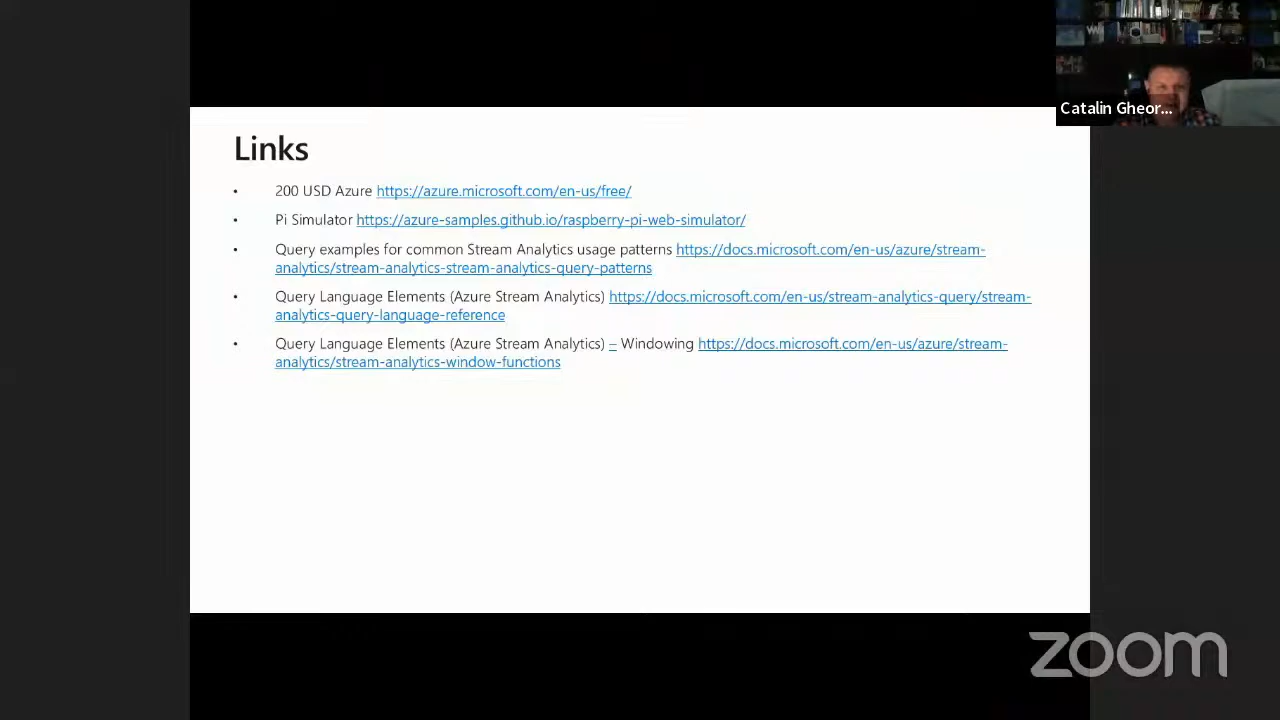 Catalin Gheor...
Links
• 200 USD Azure https://azure.microsoft.com/en-us/free/
• Pi Simulator https://azure-samples.github.io/raspberry-pi-web-simulator/
• Query examples for common Stream Analytics usage patterns https://docs.microsoft.com/en-us/azure/stream-
analytics/stream-analytics-stream-analytics-query-patterns
• Query Language Elements (Azure Stream Analytics) https://docs.microsoft.com/en-us/stream-analytics-query/stream-
analytics-query-language-reference
• Query Language Elements (Azure Stream Analytics) – Windowing https://docs.microsoft.com/en-us/azure/stream-
analytics/stream-analytics-window-functions
zoom